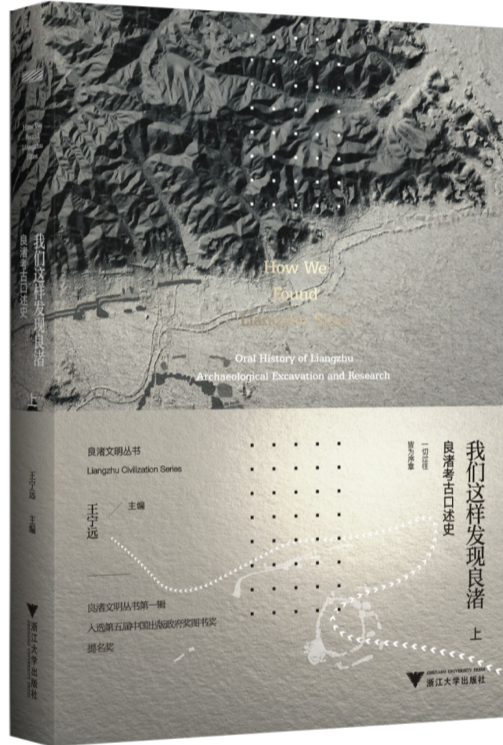 How We
Found
Liangzhu
Oral History of Liangzhu
Archaeological Excavation and Research
良渚文明丛书
Liangzhu Civilization Series
王宁远
主编
良渚文明丛书第一辑
入选第五届中国出版政府奖图书奖
提名奖
一切过往
皆为序章
我们这样发现良渚 上
良渚考古口述史
ZHEJIANG UNIVERSITY PRESS
浙江大学出版社
我们这样发现良渚 上
良渚考古口述史
王宁远 主编
浙江大学出版社